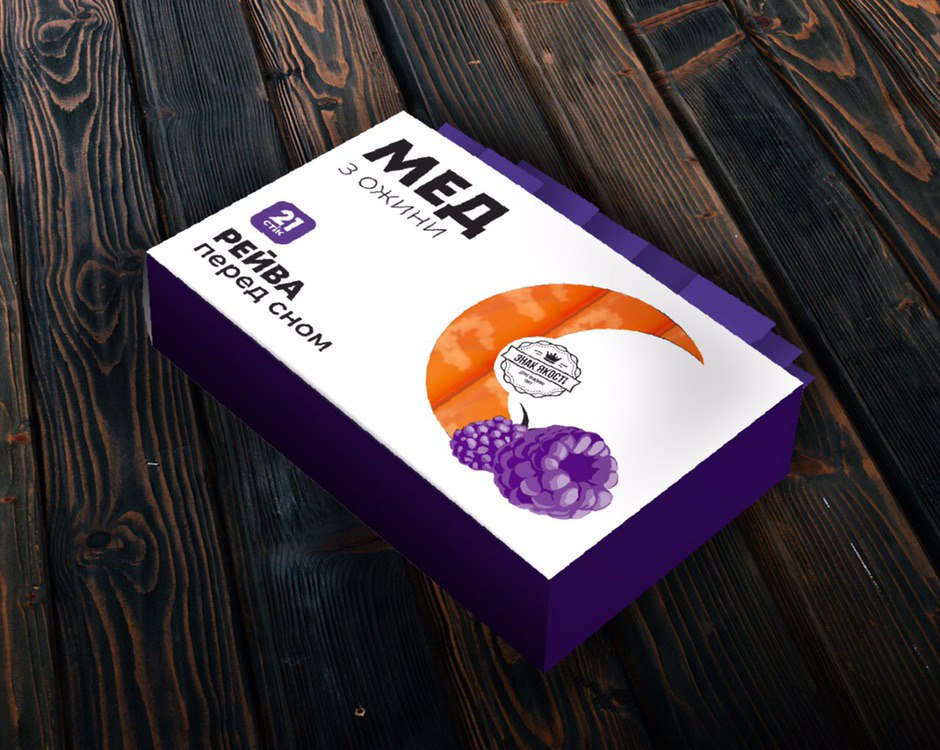 МЕД
З ОЖИНИ
21
СТІК
РЕЙВА
перед сном
ЗНАК ЯКОСТІ